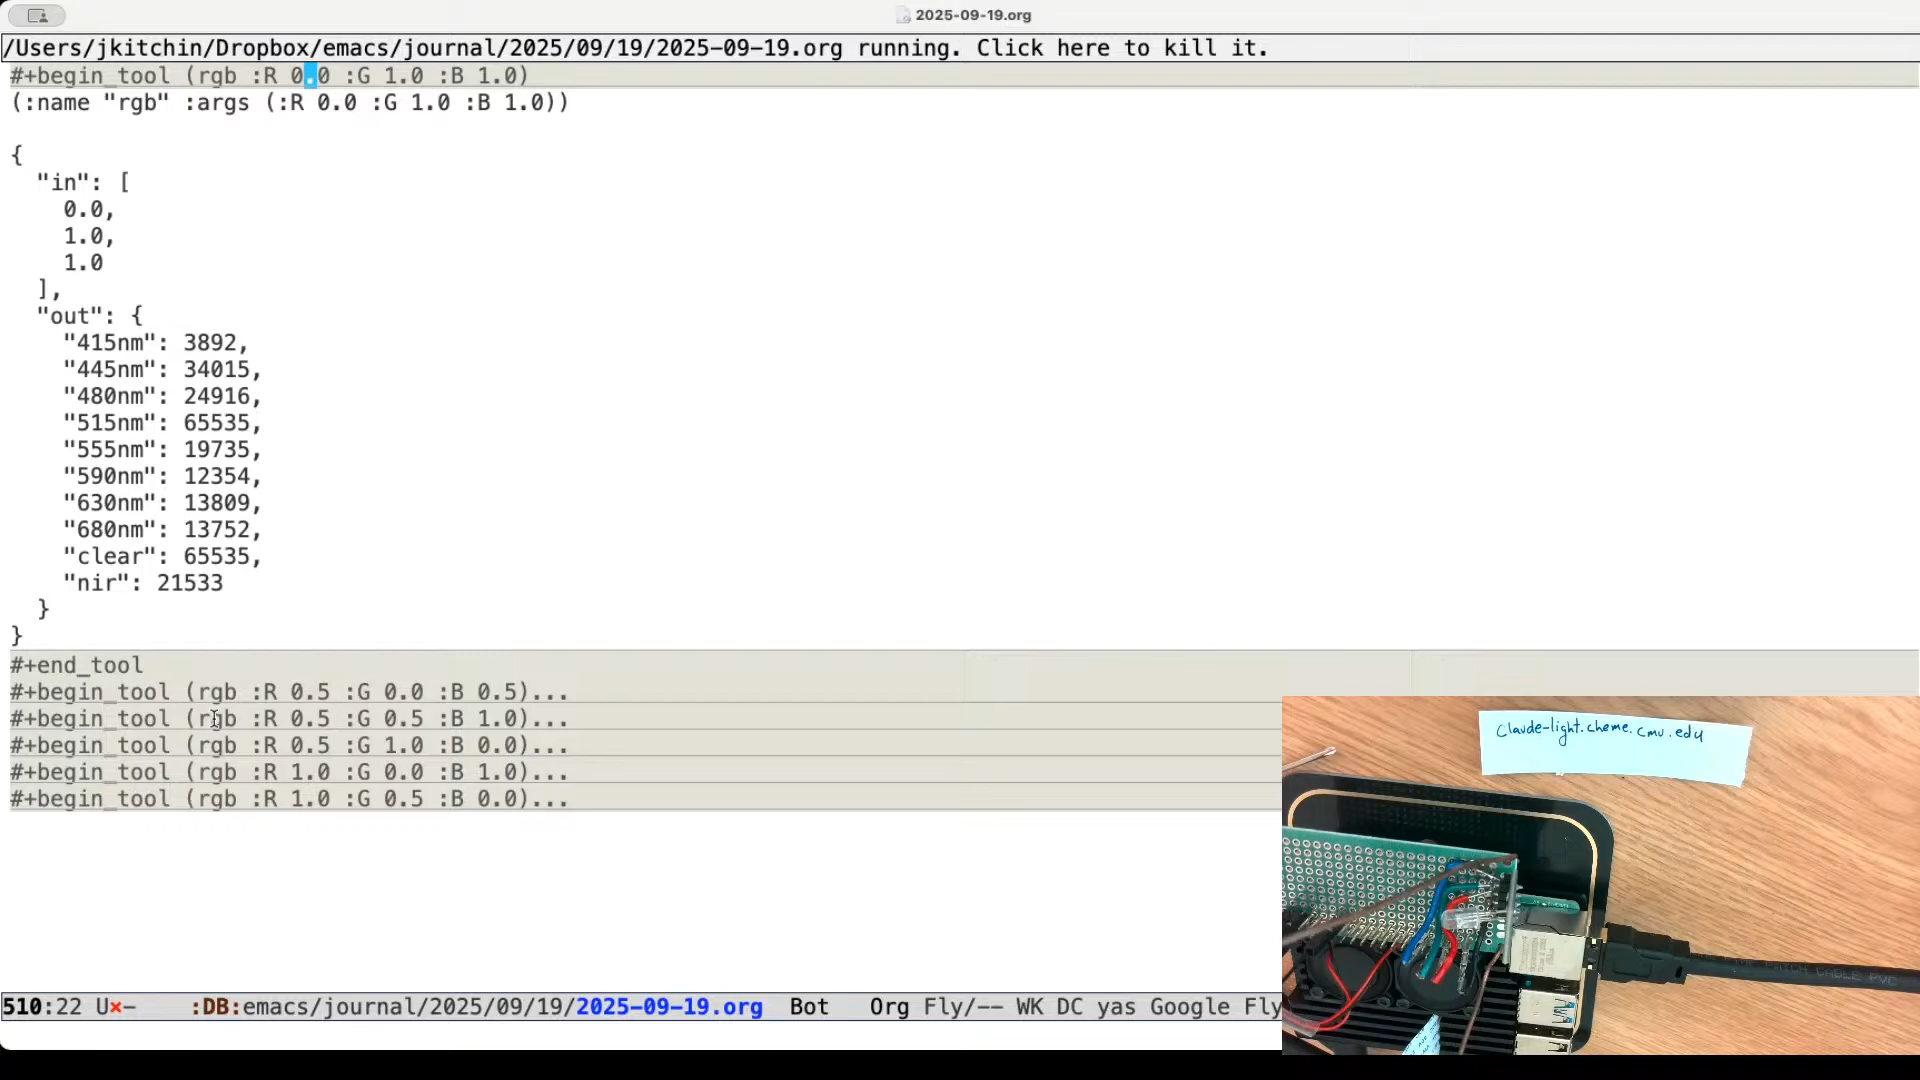 2025-09-19.org
/Users/jkitchin/Dropbox/emacs/journal/2025/09/19/2025-09-19.org running. Click here to kill it.
#+begin_tool (rgb :R 0.0 :G 1.0 :B 1.0)
(:name "rgb" :args (:R 0.0 :G 1.0 :B 1.0))
{
"in": [
0.0,
1.0,
1.0
],
"out": {
"415nm": 3892,
"445nm": 34015,
"480nm": 24916,
"515nm": 65535,
"555nm": 19735,
"590nm": 12354,
"630nm": 13809,
"680nm": 13752,
"clear": 65535,
"nir": 21533
}
}
#+end_tool
#+begin_tool (rgb :R 0.5 :G 0.0 :B 0.5)...
#+begin_tool (rgb :R 0.5 :G 0.5 :B 1.0)...
#+begin_tool (rgb :R 0.5 :G 1.0 :B 0.0)...
#+begin_tool (rgb :R 1.0 :G 0.0 :B 1.0)...
#+begin_tool (rgb :R 1.0 :G 0.5 :B 0.0)...
Claude-light.cheme.cmu.edu
510:22 U×- :DB:emacs/journal/2025/09/19/2025-09-19.org Bot Org Fly/-- WK DC yas Google Fly